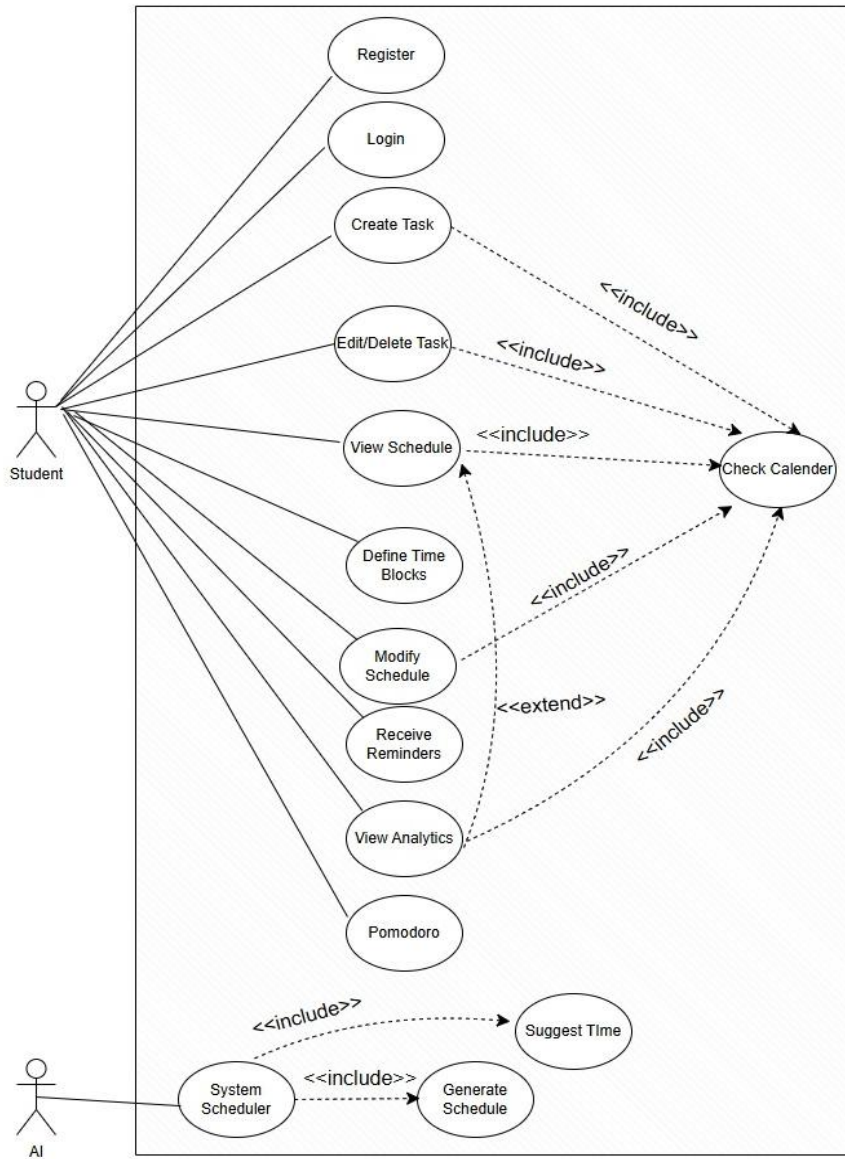 Register
Login
Create Task
<<include>>
Edit/Delete Task
<<include>>
Student
View Schedule
<<include>>
Check Calender
Define Time
Blocks
<<include>>
Modify
Schedule
<<extend>>
Receive
Reminders
<<include>>
View Analytics
Pomodoro
<<include>>
Suggest TIme
AI
System
Scheduler
<<include>>
Generate
Schedule